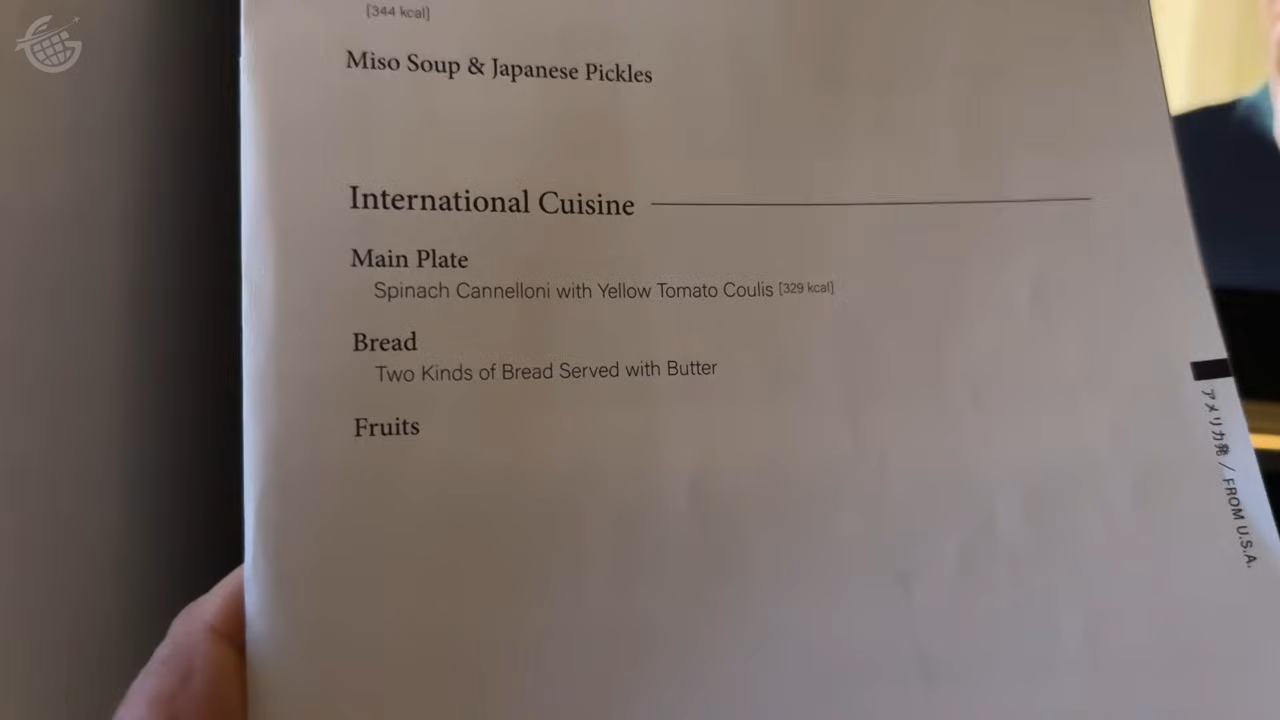 [344 kcal]
Miso Soup & Japanese Pickles
International Cuisine
Main Plate
Spinach Cannelloni with Yellow Tomato Coulis [329 kcal]
Bread
Two Kinds of Bread Served with Butter
Fruits
アメリカ発 / FROM U.S.A.